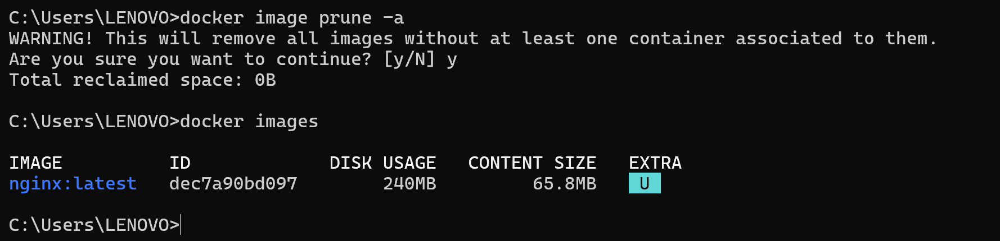 C:\Users\LENOVO>docker image prune -a
WARNING! This will remove all images without at least one container associated to them.
Are you sure you want to continue? [y/N] y
Total reclaimed space: 0B
C:\Users\LENOVO>docker images
IMAGE          ID             DISK USAGE   CONTENT SIZE   EXTRA
nginx:latest   dec7a90bd097        240MB         65.8MB    U
C:\Users\LENOVO>